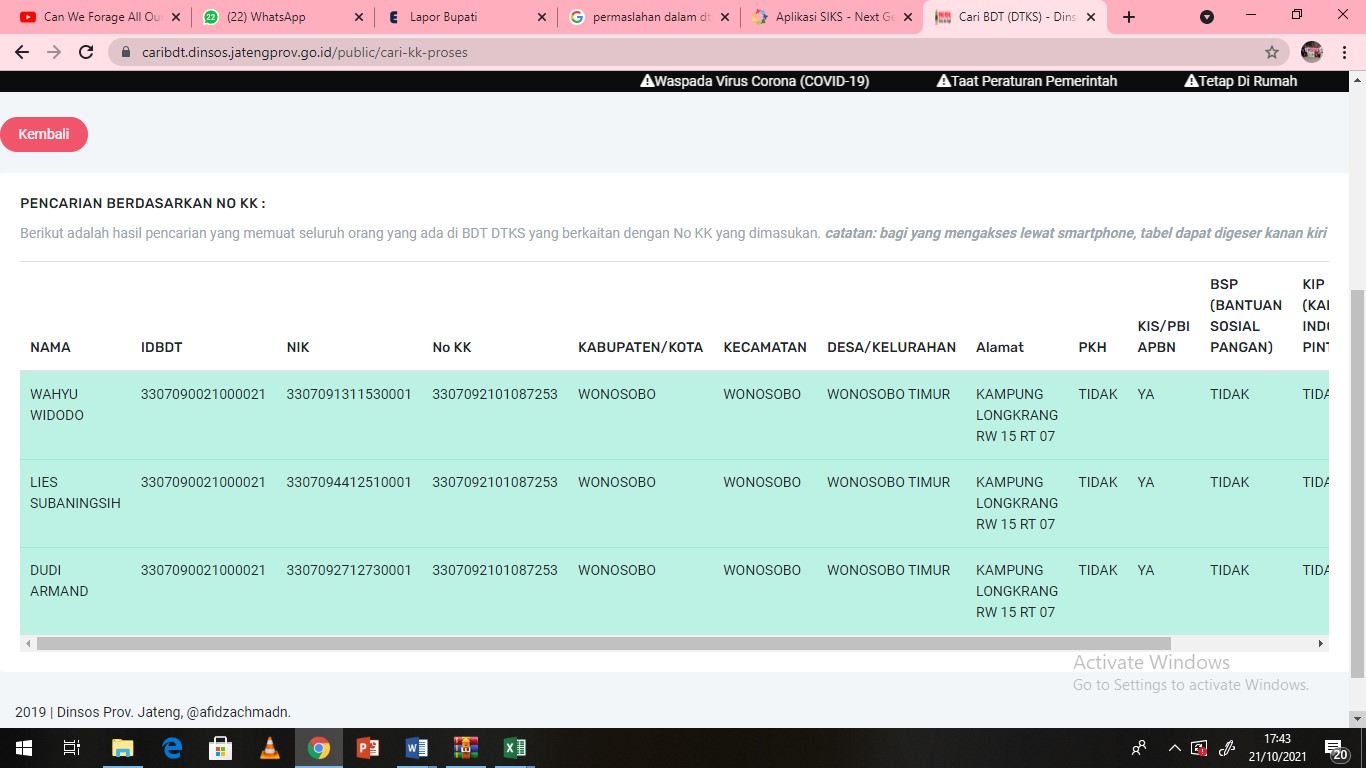 Can We Forage All Ou
(22) WhatsApp
Lapor Bupati
permaslahan dalam dt
Aplikasi SIKS - Next Ge
Cari BDT (DTKS) - Dins
caribdt.dinsos.jatengprov.go.id/public/cari-kk-proses
Waspada Virus Corona (COVID-19) Taat Peraturan Pemerintah Tetap Di Rumah
Kembali
PENCARIAN BERDASARKAN NO KK :
Berikut adalah hasil pencarian yang memuat seluruh orang yang ada di BDT DTKS yang berkaitan dengan No KK yang dimasukan. catatan: bagi yang mengakses lewat smartphone, tabel dapat digeser kanan kiri
BSP KIP
(BANTUAN (KA
KIS/PBI SOSIAL IND
NAMA IDBDT NIK No KK KABUPATEN/KOTA KECAMATAN DESA/KELURAHAN Alamat PKH APBN PANGAN) PIN
WAHYU 3307090021000021 3307091311530001 3307092101087253 WONOSOBO WONOSOBO WONOSOBO TIMUR KAMPUNG TIDAK YA TIDAK TIDA
WIDODO LONGKRANG
RW 15 RT 07
LIES 3307090021000021 3307094412510001 3307092101087253 WONOSOBO WONOSOBO WONOSOBO TIMUR KAMPUNG TIDAK YA TIDAK TIDA
SUBANINGSIH LONGKRANG
RW 15 RT 07
DUDI 3307090021000021 3307092712730001 3307092101087253 WONOSOBO WONOSOBO WONOSOBO TIMUR KAMPUNG TIDAK YA TIDAK TIDA
ARMAND LONGKRANG
RW 15 RT 07
Activate Windows
Go to Settings to activate Windows.
2019 | Dinsos Prov. Jateng, @afidzachmadn.
17:43
21/10/2021
20